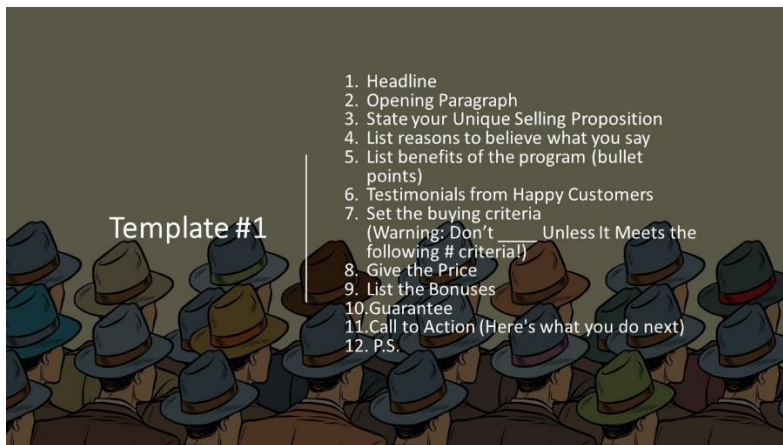 Template #1
1. Headline
2. Opening Paragraph
3. State your Unique Selling Proposition
4. List reasons to believe what you say
5. List benefits of the program (bullet
points)
6. Testimonials from Happy Customers
7. Set the buying criteria
(Warning: Don't ____ Unless It Meets the
following # criteria!)
8. Give the Price
9. List the Bonuses
10.Guarantee
11.Call to Action (Here's what you do next)
12. P.S.